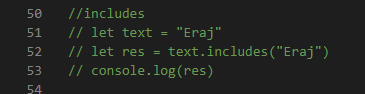 50 //includes
51 // let text = "Eraj"
52 // let res = text.includes("Eraj")
53 // console.log(res)
54